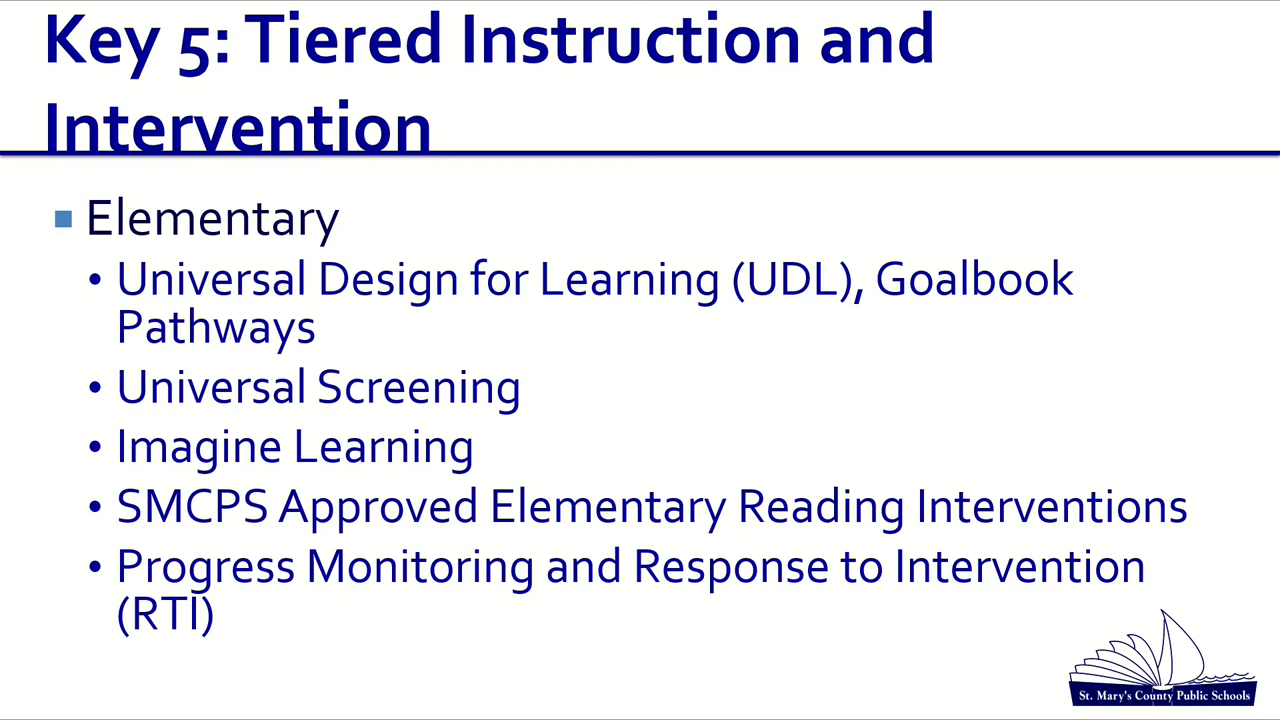 Key 5: Tiered Instruction and
Intervention
Elementary
• Universal Design for Learning (UDL), Goalbook
Pathways
• Universal Screening
• Imagine Learning
• SMCPS Approved Elementary Reading Interventions
• Progress Monitoring and Response to Intervention
(RTI)
St. Mary's County Public Schools